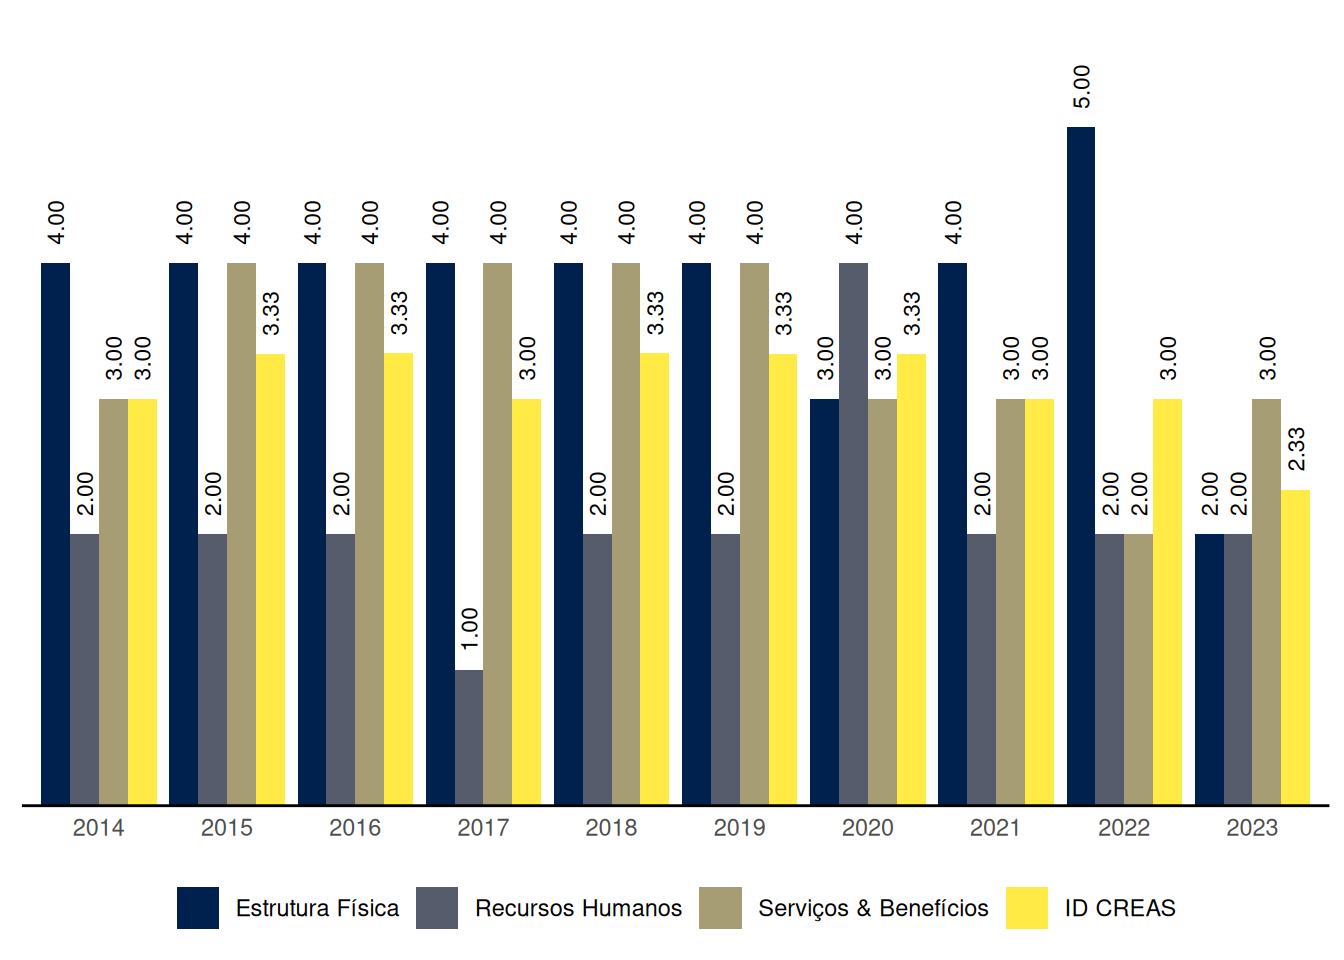 5.00
4.00 4.00 4.00 4.00 4.00 4.00 4.00 4.00 4.00 4.00 4.00 4.00
3.33 3.33 3.33 3.33 3.33
3.00 3.00 3.00 3.00 3.00 3.00 3.00 3.00 3.00
2.33
2.00 2.00 2.00 2.00 2.00 2.00 2.00 2.00 2.00 2.00
1.00
2014 2015 2016 2017 2018 2019 2020 2021 2022 2023
Estrutura Física Recursos Humanos Serviços & Benefícios ID CREAS